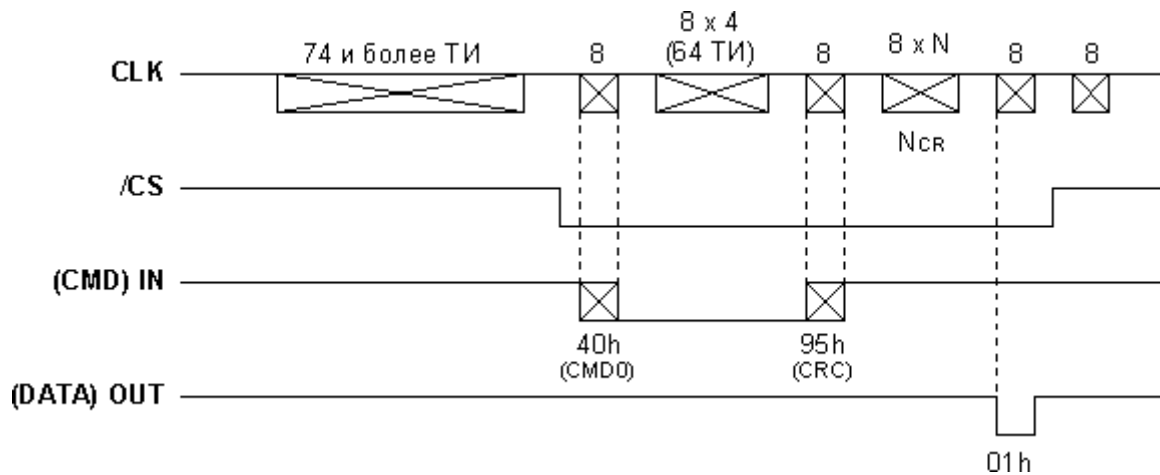 8 x 4
74 и более ТИ 8 (64 ТИ) 8 8 x N 8 8
CLK
NCR
/CS
(CMD) IN
40h 95h
(CMD0) (CRC)
(DATA) OUT
01h